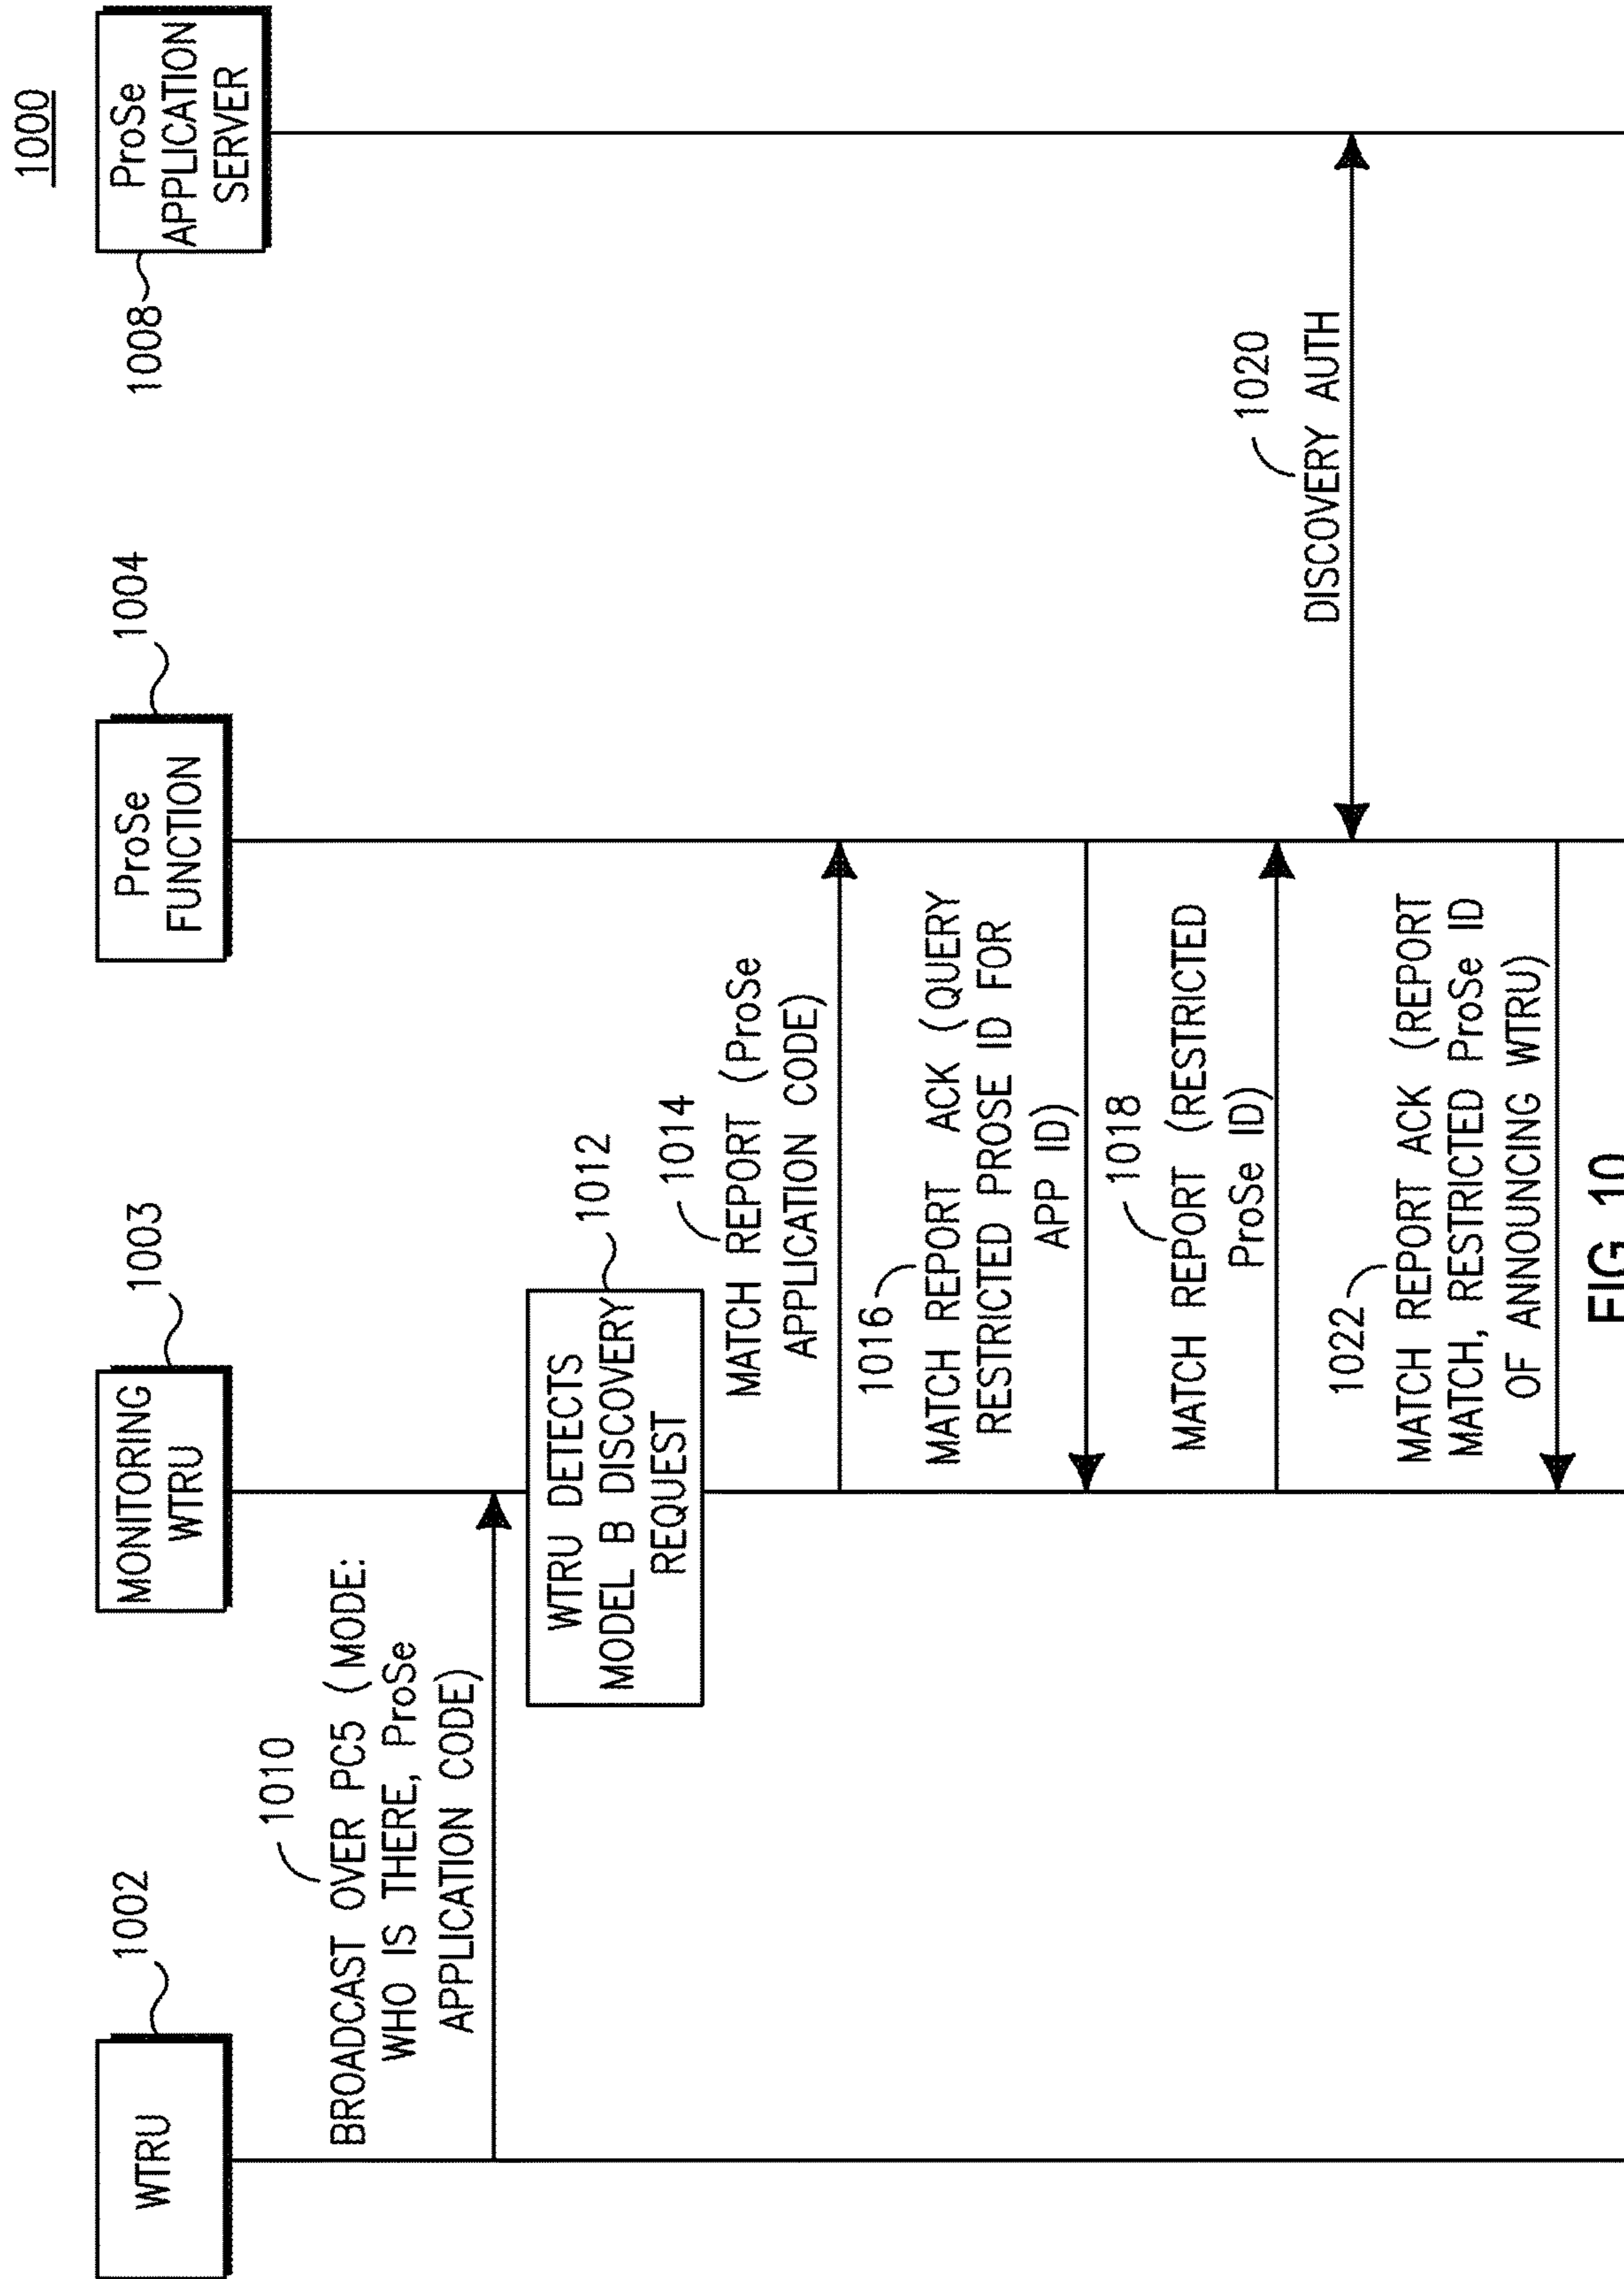 1000
WTRU
1002
MONITORING
WTRU
1003
ProSe
FUNCTION
1004
ProSe
APPLICATION
SERVER
1008
1010
BROADCAST OVER PC5 (MODE:
WHO IS THERE, ProSe
APPLICATION CODE)
WTRU DETECTS
MODEL B DISCOVERY
REQUEST
1012
1014
MATCH REPORT (ProSe
APPLICATION CODE)
1016
MATCH REPORT ACK (QUERY
RESTRICTED PROSE ID FOR
APP ID)
1018
MATCH REPORT (RESTRICTED
ProSe ID)
1020
DISCOVERY AUTH
1022
MATCH REPORT ACK (REPORT
MATCH, RESTRICTED ProSe ID
OF ANNOUNCING WTRU)
FIG. 10